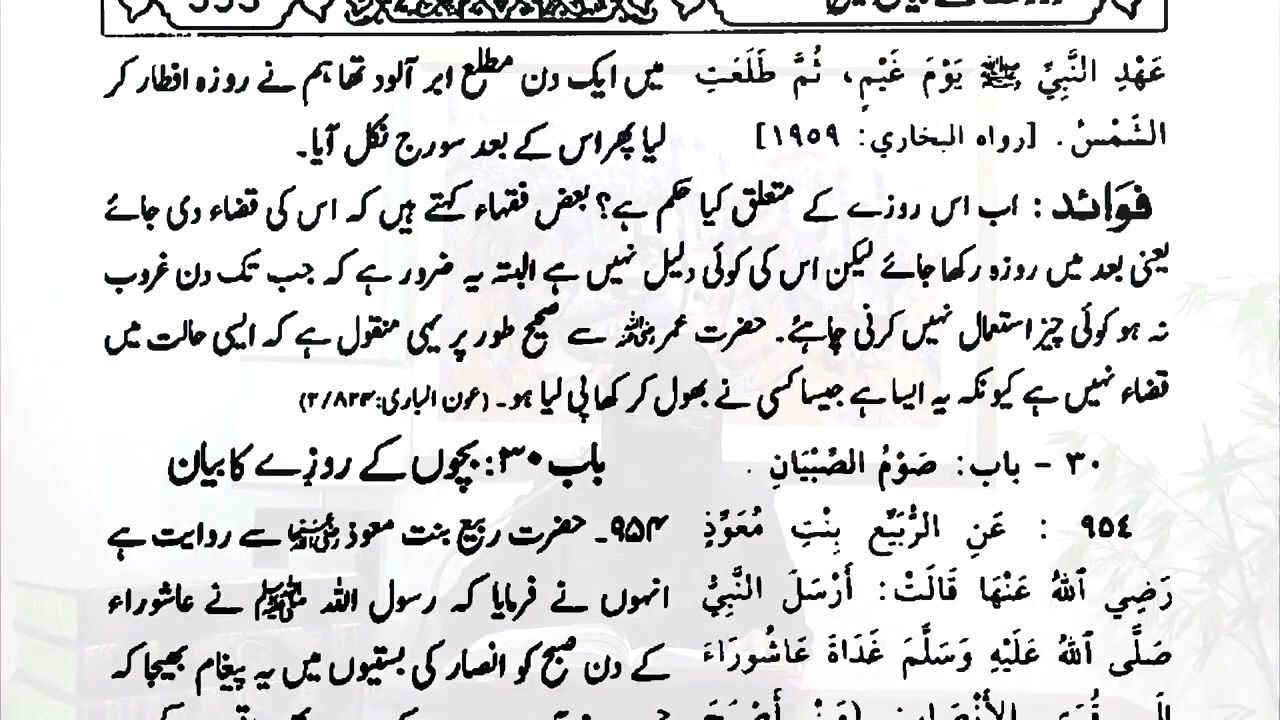 ۵۵۳
عَهْدِ النَّبِيِّ ﷺ يَوْمَ غَيْمٍ، ثُمَّ طَلَعَتِ
الشَّمْسُ. [رواه البخاري: ١٩٥٩]
میں ایک دن مطلع ابر آلود تھا ہم نے روزہ افطار کر
لیا پھر اس کے بعد سورج نکل آیا۔
فوَائد : اب اس روزے کے متعلق کیا حکم ہے؟ بعض فقہاء کہتے ہیں کہ اس کی قضاء دی جائے
یعنی بعد میں روزہ رکھا جائے لیکن اس کی کوئی دلیل نہیں ہے البتہ یہ ضرور ہے کہ جب تک دن غروب
نہ ہو کوئی چیز استعمال نہیں کرنی چاہئے۔ حضرت عمر رضی اللہ عنہ سے صحیح طور پر یہی منقول ہے کہ ایسی حالت میں
قضاء نہیں ہے کیونکہ یہ ایسا ہے جیسا کسی نے بھول کر کھا پی لیا ہو۔ (عون الباری: ۲/۸۲۳)
٣٠ - باب: صَوْمُ الصِّبْيَانِ.
باب ۳۰: بچوں کے روزے کا بیان
٩٥٤ : عَنِ الرُّبَيِّعِ بِنْتِ مُعَوِّذٍ
رَضِي ٱللهُ عَنْهَا قَالَتْ: أَرْسَلَ النَّبِيُّ
صَلَّى ٱللهُ عَلَيْهِ وَسَلَّمَ غَدَاةَ عَاشُورَاءَ
۹۵۴۔ حضرت ربیع بنت معوذ رضی اللہ عنہا سے روایت ہے
انہوں نے فرمایا کہ رسول اللہ ﷺ نے عاشوراء
کے دن صبح کو انصار کی بستیوں میں یہ پیغام بھیجا کہ